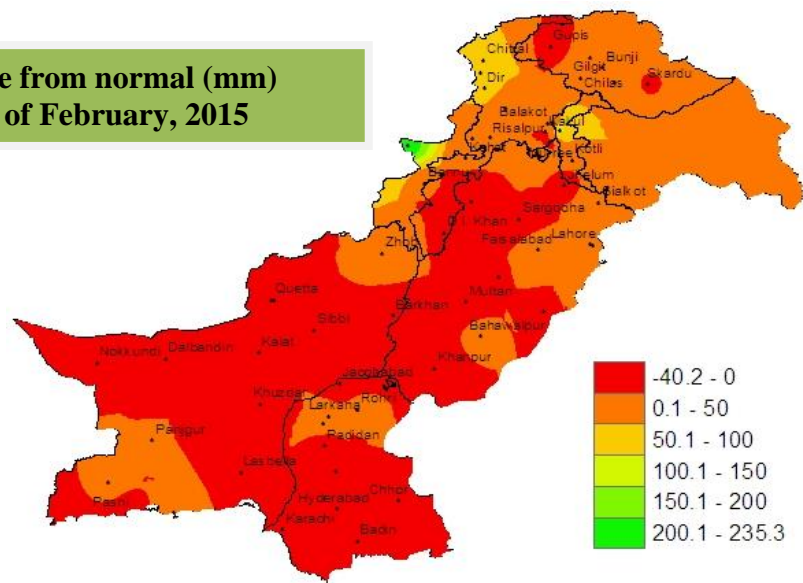 e from normal (mm)
of February, 2015
Gupis
Chitral
Bunji
Gilgit
Skardu
Dir
Chilas
Balakot
Risalpur
Kakul
Kohat
Kotli
Jelum
Sialkot
D.I. Khan
Sargodha
Zhob
Faisalabad
Lahore
Quetta
Barkhan
Multan
Sibbi
Bahawalpur
Nokkundi
Dalbandin
Kalat
Khanpur
Jacobabad
Khuzdar
Larkana
Rohri
Panjgur
Padidan
Lasbella
Pasni
Hyderabad
Chhor
Karachi
Badin
-40.2 - 0
0.1 - 50
50.1 - 100
100.1 - 150
150.1 - 200
200.1 - 235.3